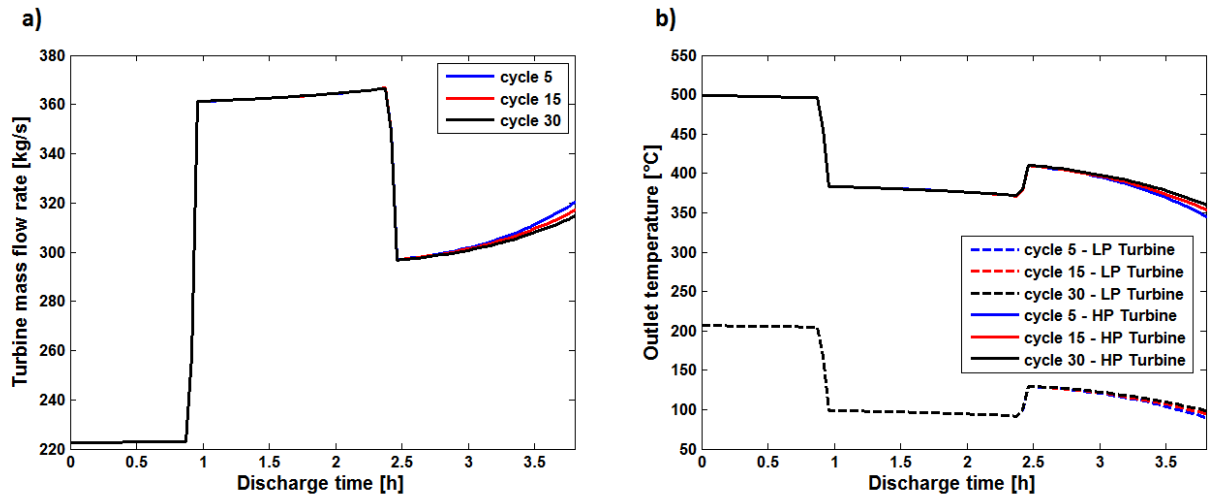 a)
Turbine mass flow rate [kg/s]
380
360
340
320
300
280
260
240
220
0
0.5
1
1.5
2
2.5
3
3.5
Discharge time [h]
cycle 5
cycle 15
cycle 30
b)
Outlet temperature [°C]
550
500
450
400
350
300
250
200
150
100
50
0
0.5
1
1.5
2
2.5
3
3.5
Discharge time [h]
cycle 5 - LP Turbine
cycle 15 - LP Turbine
cycle 30 - LP Turbine
cycle 5 - HP Turbine
cycle 15 - HP Turbine
cycle 30 - HP Turbine